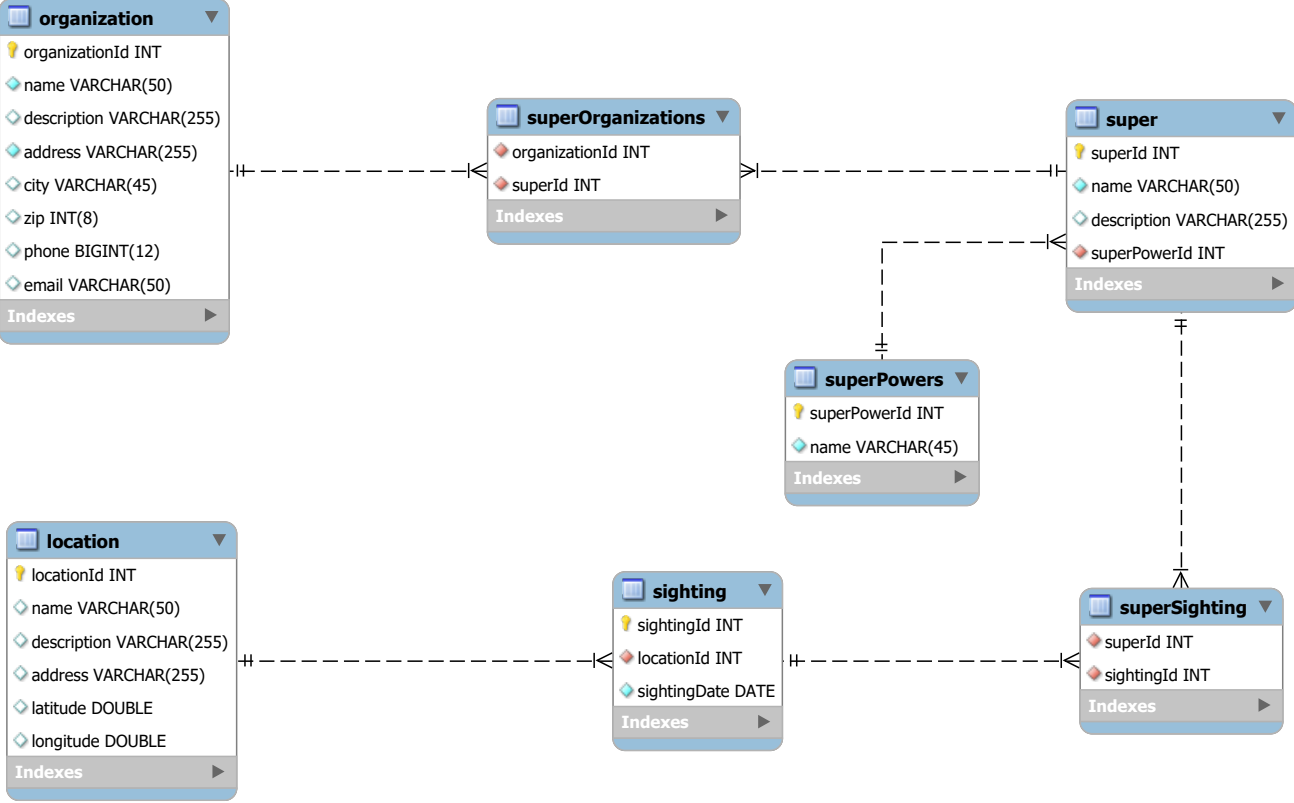 organization
organizationId INT
name VARCHAR(50)
description VARCHAR(255)
address VARCHAR(255)
city VARCHAR(45)
zip INT(8)
phone BIGINT(12)
email VARCHAR(50)
Indexes
superOrganizations
organizationId INT
superId INT
Indexes
super
superId INT
name VARCHAR(50)
description VARCHAR(255)
superPowerId INT
Indexes
superPowers
superPowerId INT
name VARCHAR(45)
Indexes
location
locationId INT
name VARCHAR(50)
description VARCHAR(255)
address VARCHAR(255)
latitude DOUBLE
longitude DOUBLE
Indexes
sighting
sightingId INT
locationId INT
sightingDate DATE
Indexes
superSighting
superId INT
sightingId INT
Indexes